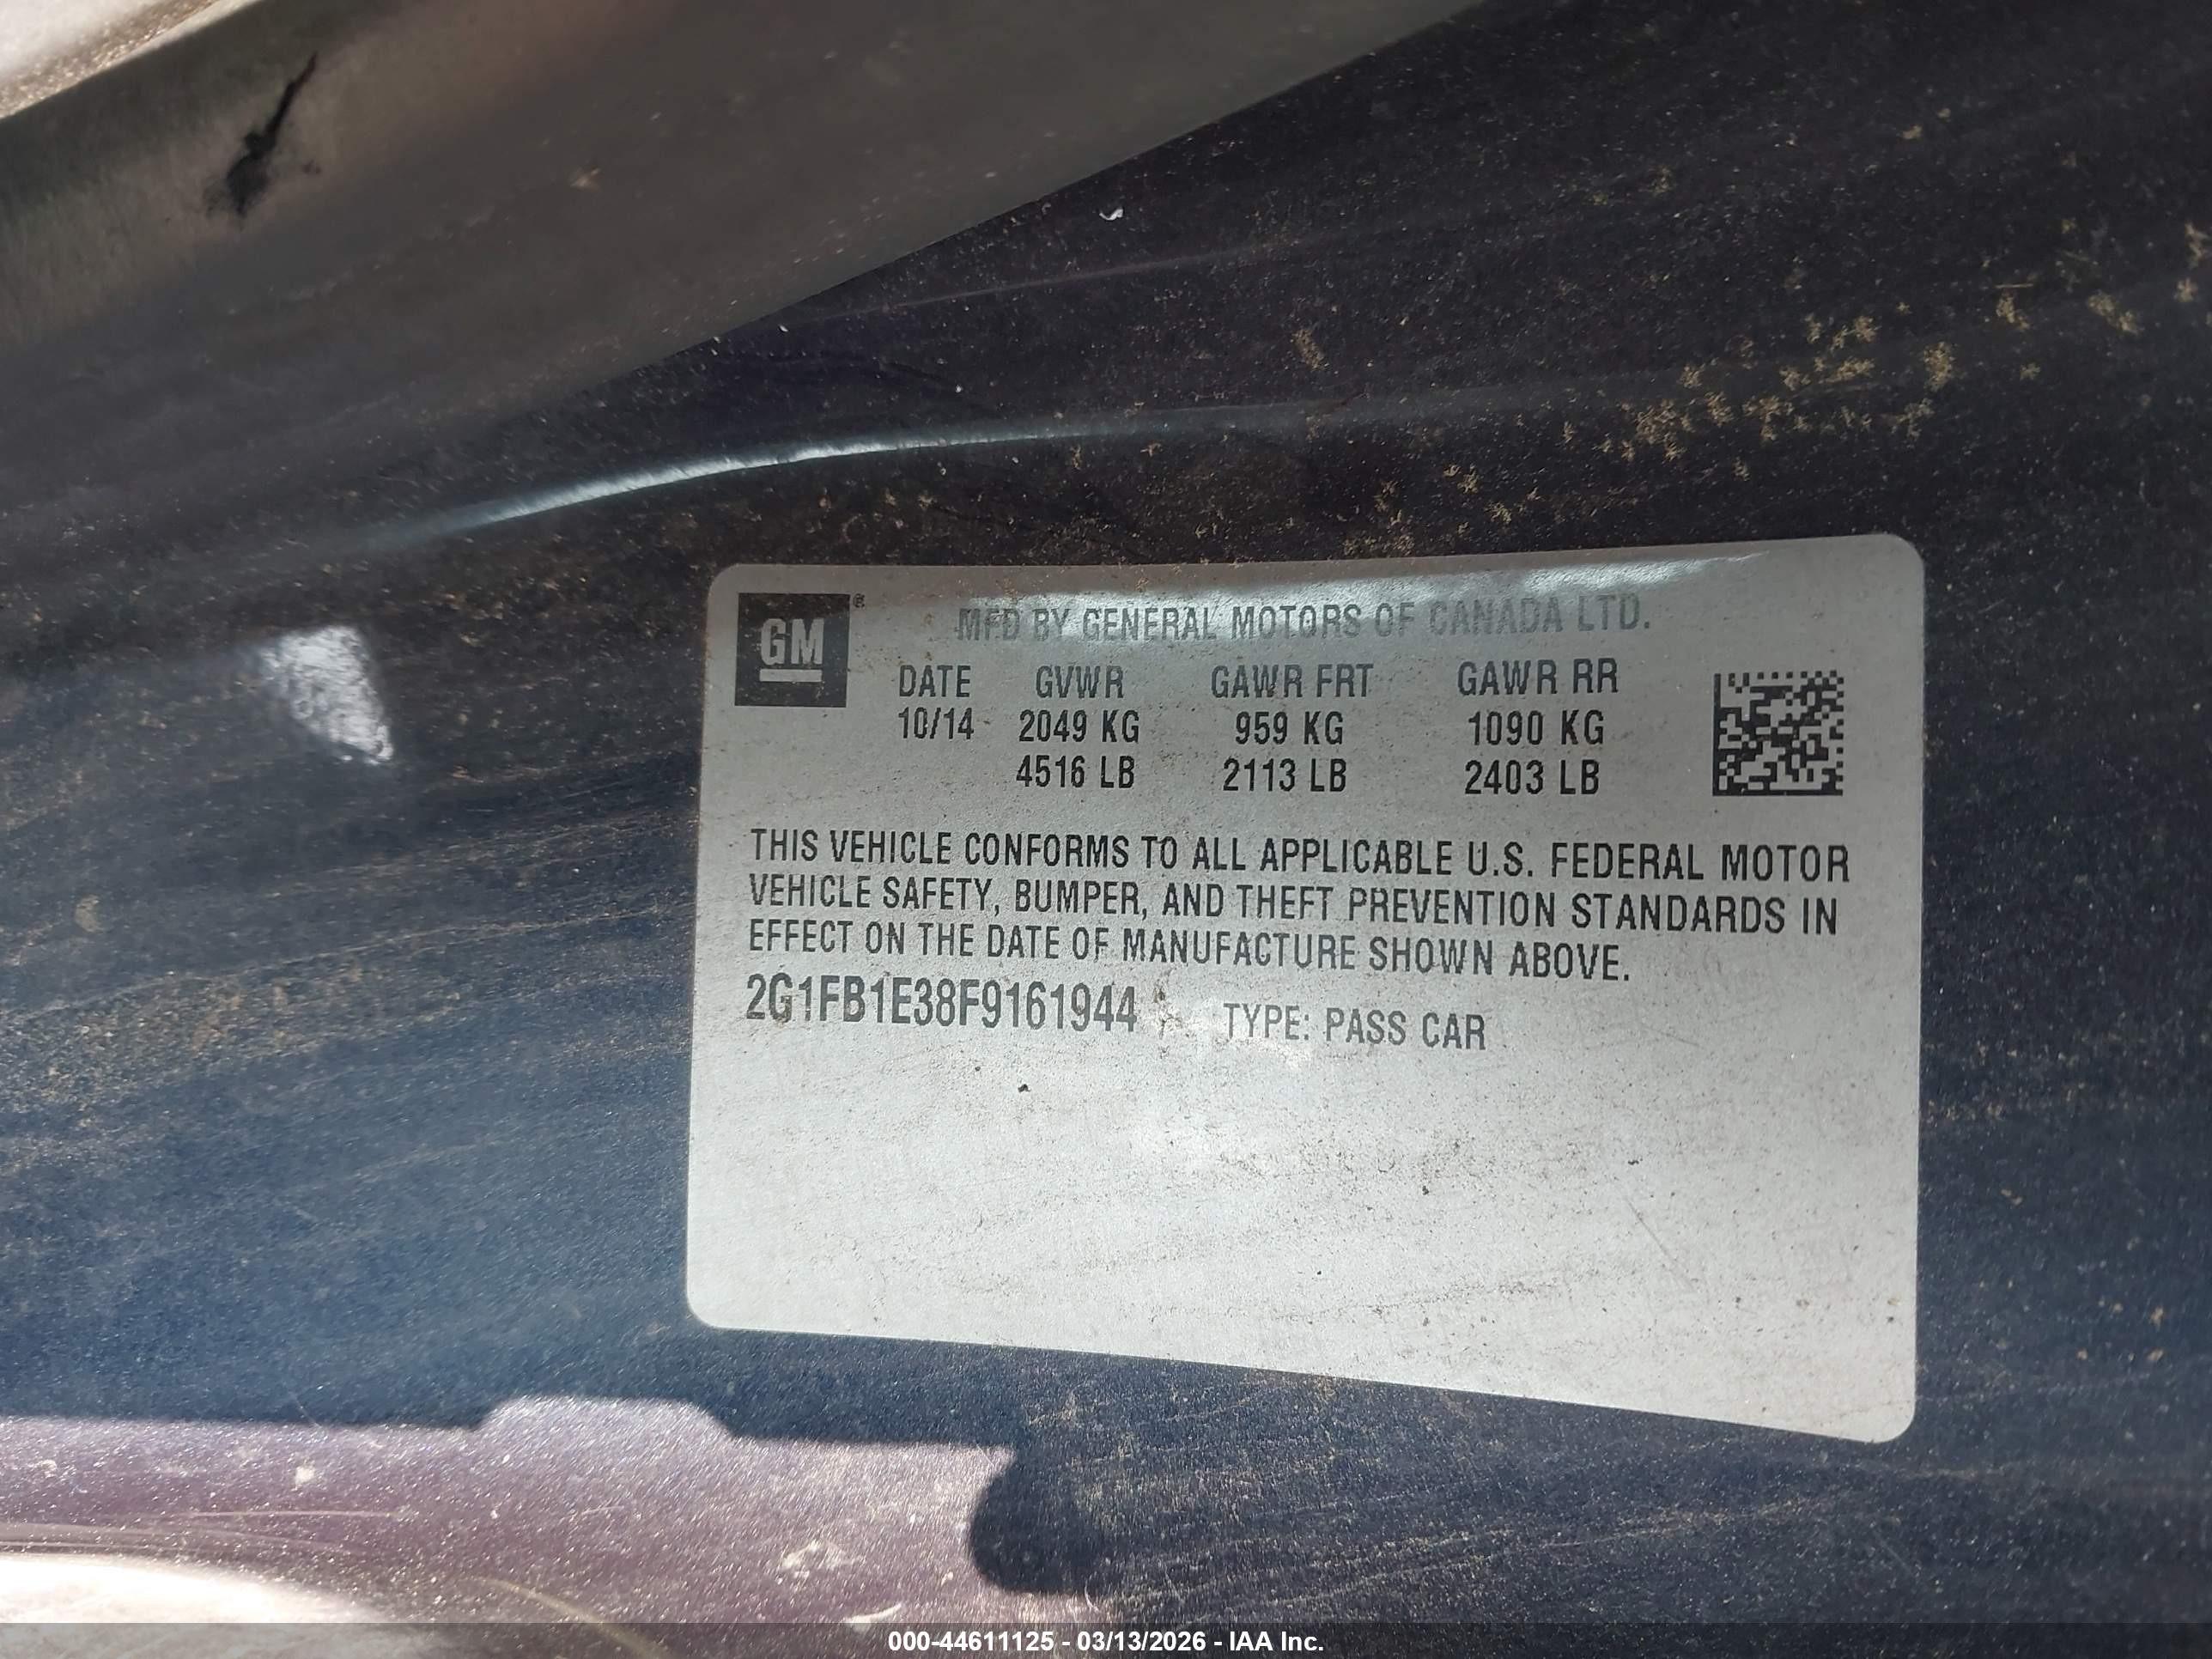 GM ®
MFD BY GENERAL MOTORS OF CANADA LTD.
DATE GVWR GAWR FRT GAWR RR
10/14 2049 KG 959 KG 1090 KG
4516 LB 2113 LB 2403 LB
THIS VEHICLE CONFORMS TO ALL APPLICABLE U.S. FEDERAL MOTOR
VEHICLE SAFETY, BUMPER, AND THEFT PREVENTION STANDARDS IN
EFFECT ON THE DATE OF MANUFACTURE SHOWN ABOVE.
2G1FB1E38F9161944 TYPE: PASS CAR
000-44611125 - 03/13/2026 - IAA Inc.